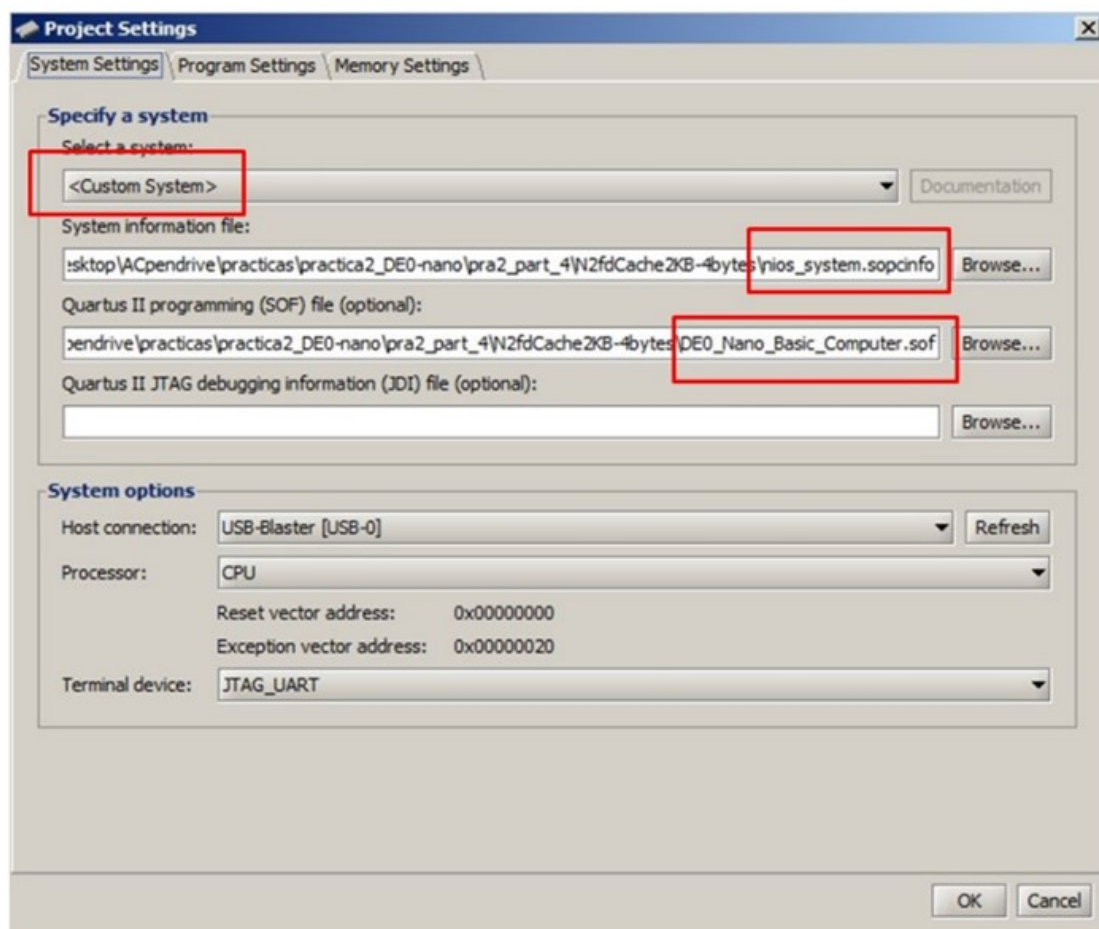 Project Settings
System Settings Program Settings Memory Settings
Specify a system
Select a system:
<Custom System> Documentation
System information file:
esktop\ACpendrive\practicas\practica2_DE0-nano\pra2_part_4\N2fdCache2KB-4bytes\nios_system.sopcinfo Browse...
Quartus II programming (SOF) file (optional):
pendrive\practicas\practica2_DE0-nano\pra2_part_4\N2fdCache2KB-4bytes\DE0_Nano_Basic_Computer.sof Browse...
Quartus II JTAG debugging information (JDI) file (optional):
Browse...
System options
Host connection: USB-Blaster [USB-0] Refresh
Processor: CPU
Reset vector address: 0x00000000
Exception vector address: 0x00000020
Terminal device: JTAG_UART
OK Cancel